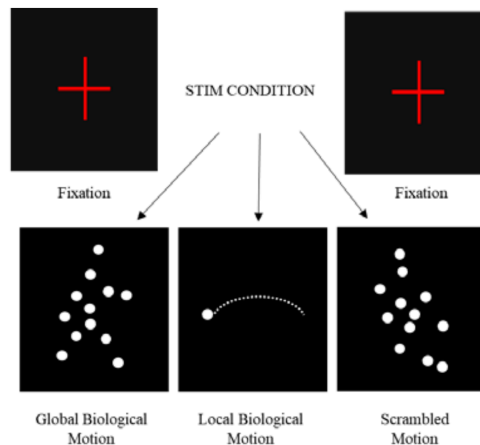 STIM CONDITION
Fixation
Fixation
Global Biological
Motion
Local Biological
Motion
Scrambled
Motion